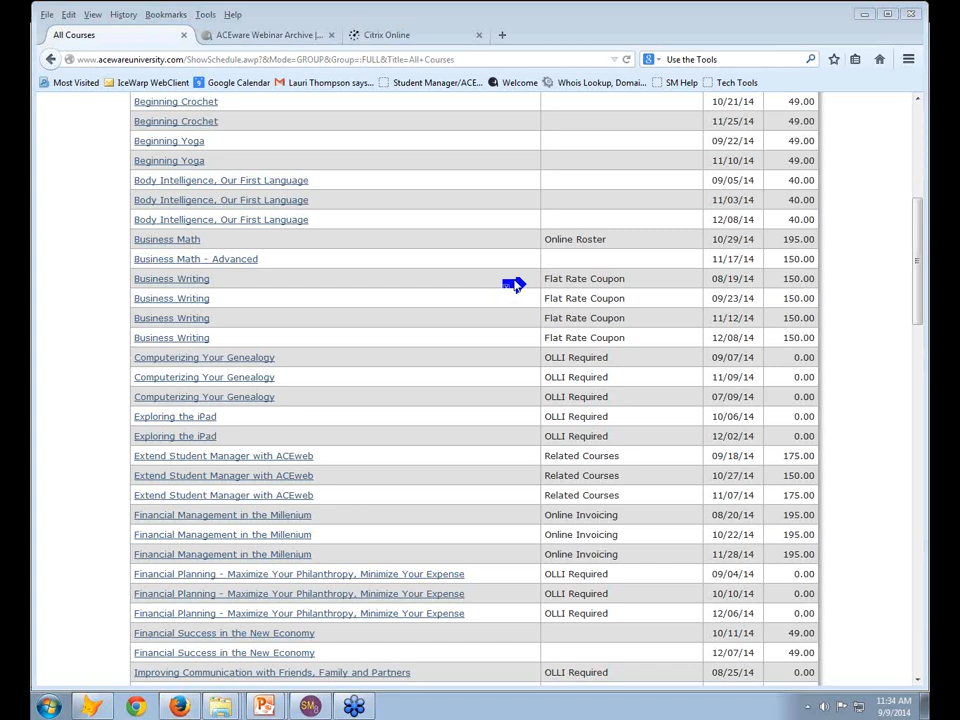 File Edit View History Bookmarks Tools Help
All Courses × ACEware Webinar Archive |... × Citrix Online × +
www.acewareuniversity.com/ShowSchedule.awp?&Mode=GROUP&Group=:FULL&Title=All+Courses Use the Tools
Most Visited IceWarp WebClient Google Calendar Lauri Thompson says... Student Manager/ACE... Welcome Whois Lookup, Domai... SM Help Tech Tools
Beginning Crochet 10/21/14 49.00
Beginning Crochet 11/25/14 49.00
Beginning Yoga 09/22/14 49.00
Beginning Yoga 11/10/14 49.00
Body Intelligence, Our First Language 09/05/14 40.00
Body Intelligence, Our First Language 11/03/14 40.00
Body Intelligence, Our First Language 12/08/14 40.00
Business Math Online Roster 10/29/14 195.00
Business Math - Advanced 11/17/14 150.00
Business Writing Flat Rate Coupon 08/19/14 150.00
Business Writing Flat Rate Coupon 09/23/14 150.00
Business Writing Flat Rate Coupon 11/12/14 150.00
Business Writing Flat Rate Coupon 12/08/14 150.00
Computerizing Your Genealogy OLLI Required 09/07/14 0.00
Computerizing Your Genealogy OLLI Required 11/09/14 0.00
Computerizing Your Genealogy OLLI Required 07/09/14 0.00
Exploring the iPad OLLI Required 10/06/14 0.00
Exploring the iPad OLLI Required 12/02/14 0.00
Extend Student Manager with ACEweb Related Courses 09/18/14 175.00
Extend Student Manager with ACEweb Related Courses 10/27/14 150.00
Extend Student Manager with ACEweb Related Courses 11/07/14 175.00
Financial Management in the Millenium Online Invoicing 08/20/14 195.00
Financial Management in the Millenium Online Invoicing 10/22/14 195.00
Financial Management in the Millenium Online Invoicing 11/28/14 195.00
Financial Planning - Maximize Your Philanthropy, Minimize Your Expense OLLI Required 09/04/14 0.00
Financial Planning - Maximize Your Philanthropy, Minimize Your Expense OLLI Required 10/10/14 0.00
Financial Planning - Maximize Your Philanthropy, Minimize Your Expense OLLI Required 12/06/14 0.00
Financial Success in the New Economy 10/11/14 49.00
Financial Success in the New Economy 12/07/14 49.00
Improving Communication with Friends, Family and Partners OLLI Required 08/25/14 0.00
11:34 AM
9/9/2014